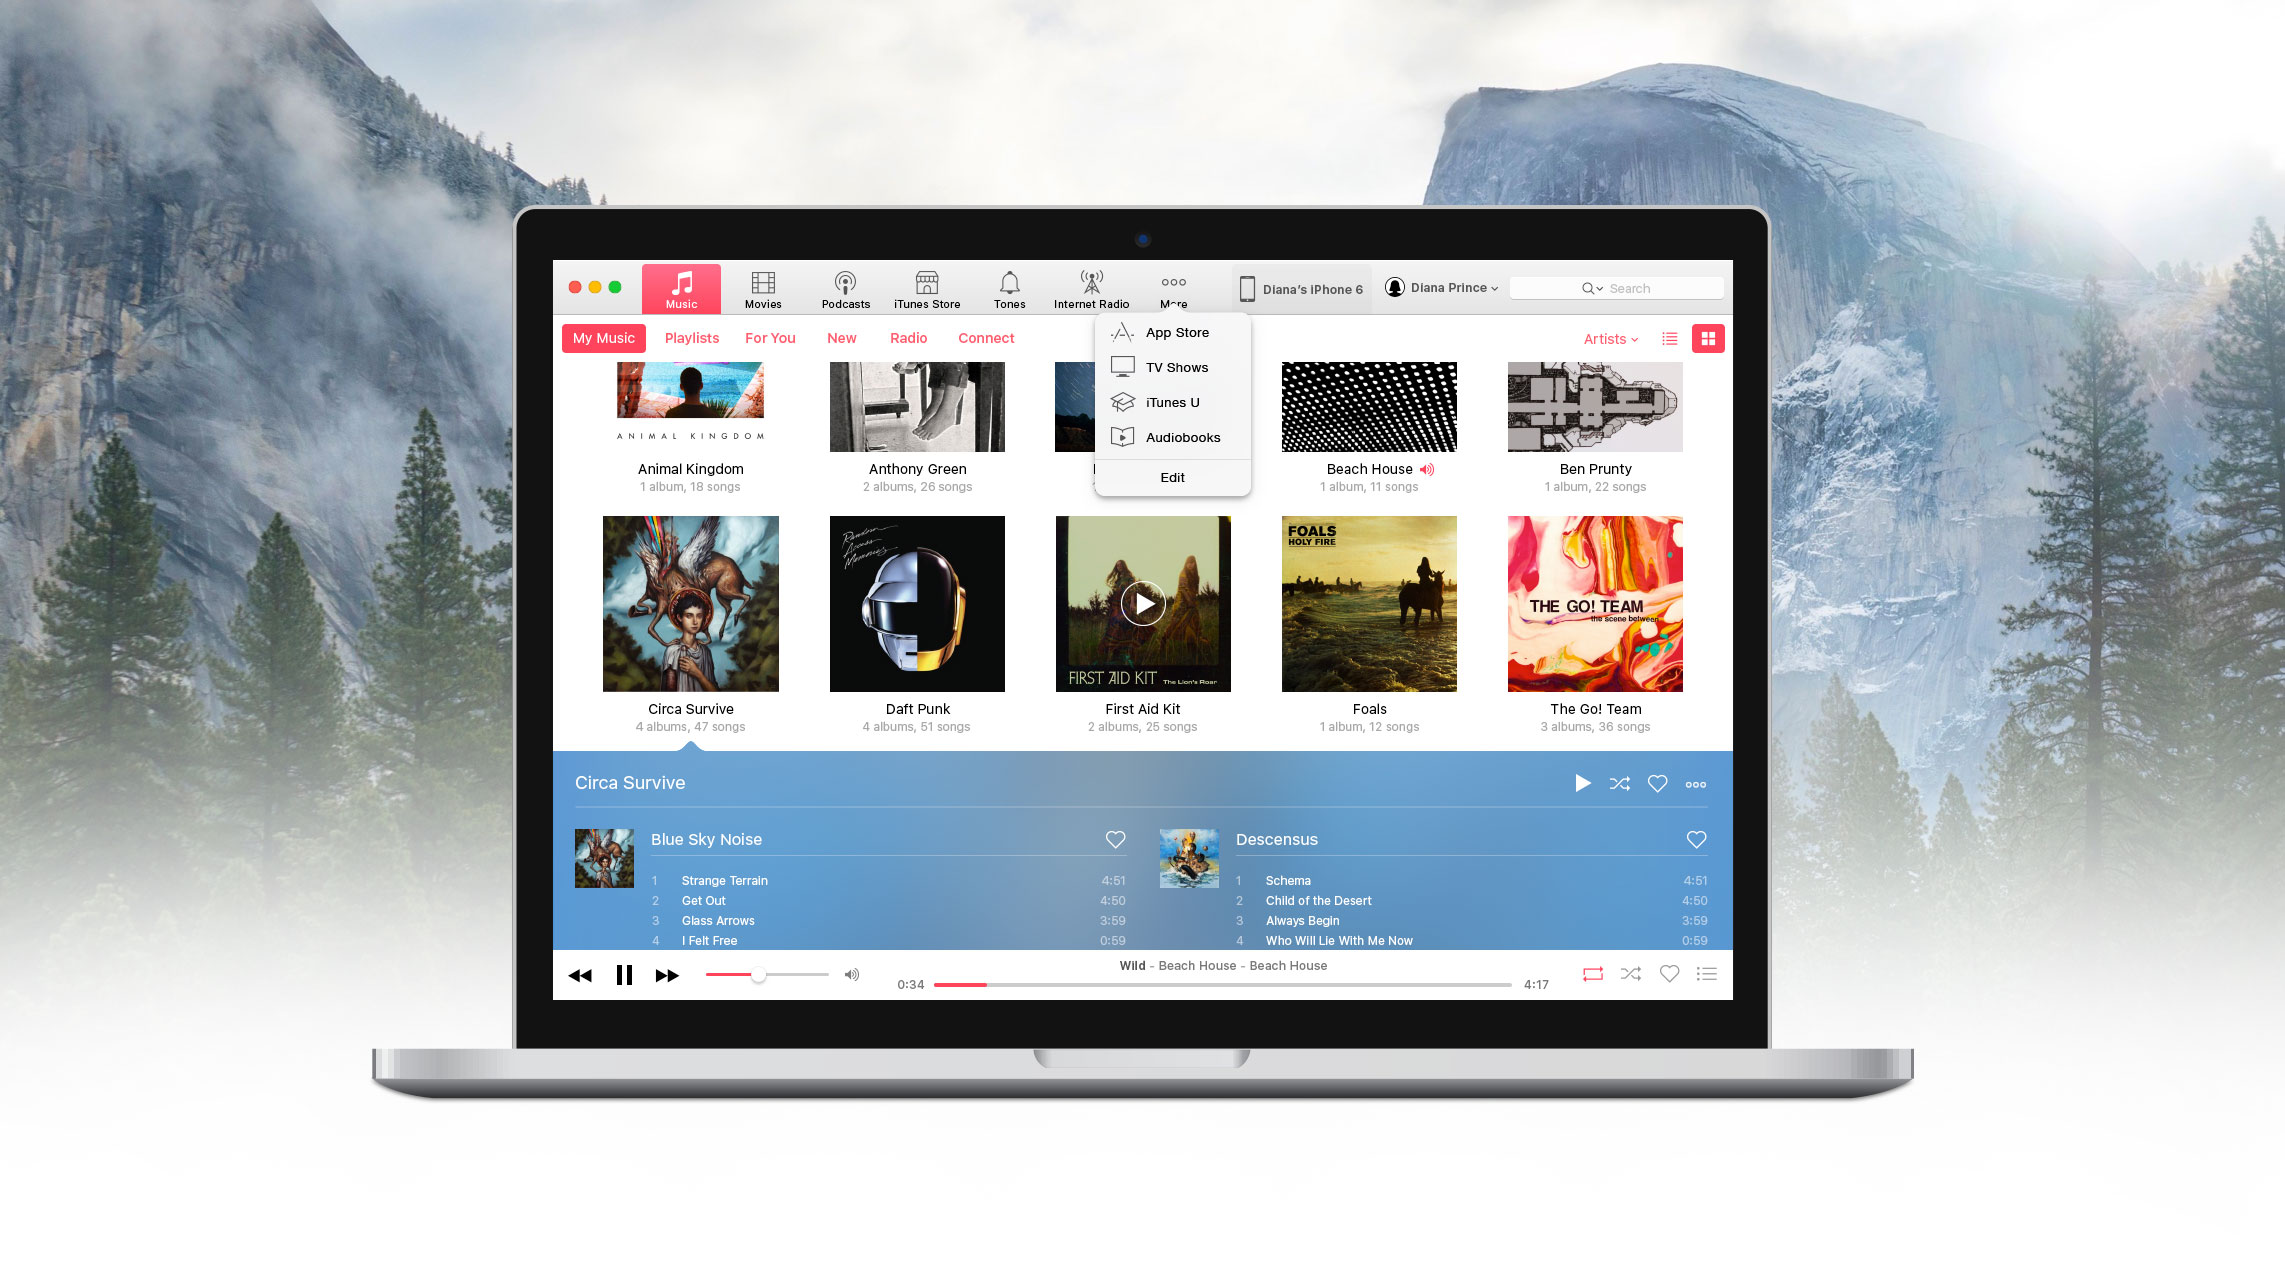 Music Movies Podcasts iTunes Store Tones Internet Radio More
Diana's iPhone 6 Diana Prince Search
My Music Playlists For You New Radio Connect Artists
App Store
TV Shows
iTunes U
Audiobooks
Edit
ANIMAL KINGDOM
Animal Kingdom Anthony Green Beach House Ben Prunty
1 album, 18 songs 2 albums, 26 songs 1 album, 11 songs 1 album, 22 songs
Random Access Memories
FIRST AID KIT The Lion's Roar
FOALS
HOLY FIRE
THE GO! TEAM
the scene between
Circa Survive Daft Punk First Aid Kit Foals The Go! Team
4 albums, 47 songs 4 albums, 51 songs 2 albums, 25 songs 1 album, 12 songs 3 albums, 36 songs
Circa Survive
Blue Sky Noise
1 Strange Terrain 4:51
2 Get Out 4:50
3 Glass Arrows 3:59
4 I Felt Free 0:59
Descensus
1 Schema 4:51
2 Child of the Desert 4:50
3 Always Begin 3:59
4 Who Will Lie With Me Now 0:59
Wild - Beach House - Beach House
0:34 4:17